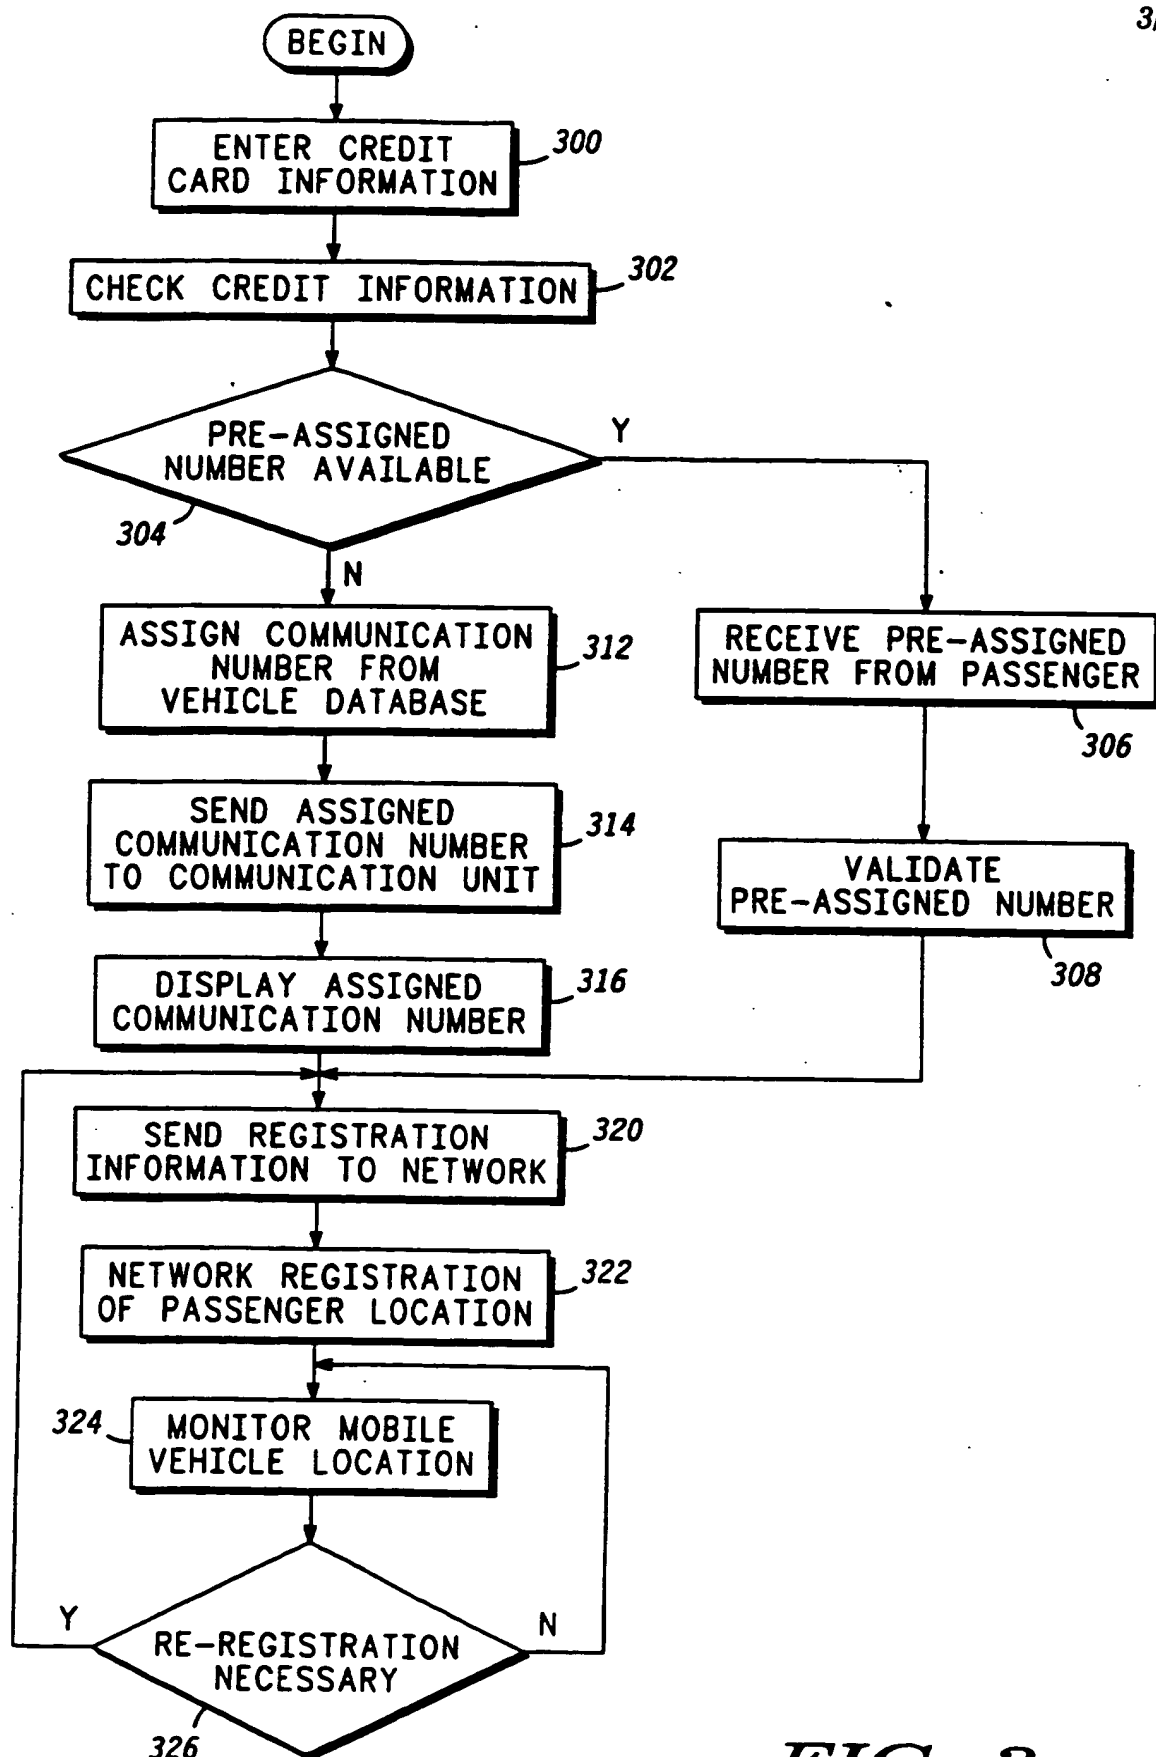 BEGIN
ENTER CREDIT
CARD INFORMATION
300
CHECK CREDIT INFORMATION
302
PRE-ASSIGNED
NUMBER AVAILABLE
304
Y
N
ASSIGN COMMUNICATION
NUMBER FROM
VEHICLE DATABASE
312
RECEIVE PRE-ASSIGNED
NUMBER FROM PASSENGER
306
SEND ASSIGNED
COMMUNICATION NUMBER
TO COMMUNICATION UNIT
314
VALIDATE
PRE-ASSIGNED NUMBER
308
DISPLAY ASSIGNED
COMMUNICATION NUMBER
316
SEND REGISTRATION
INFORMATION TO NETWORK
320
NETWORK REGISTRATION
OF PASSENGER LOCATION
322
324
MONITOR MOBILE
VEHICLE LOCATION
Y
N
RE-REGISTRATION
NECESSARY
326
FIG.